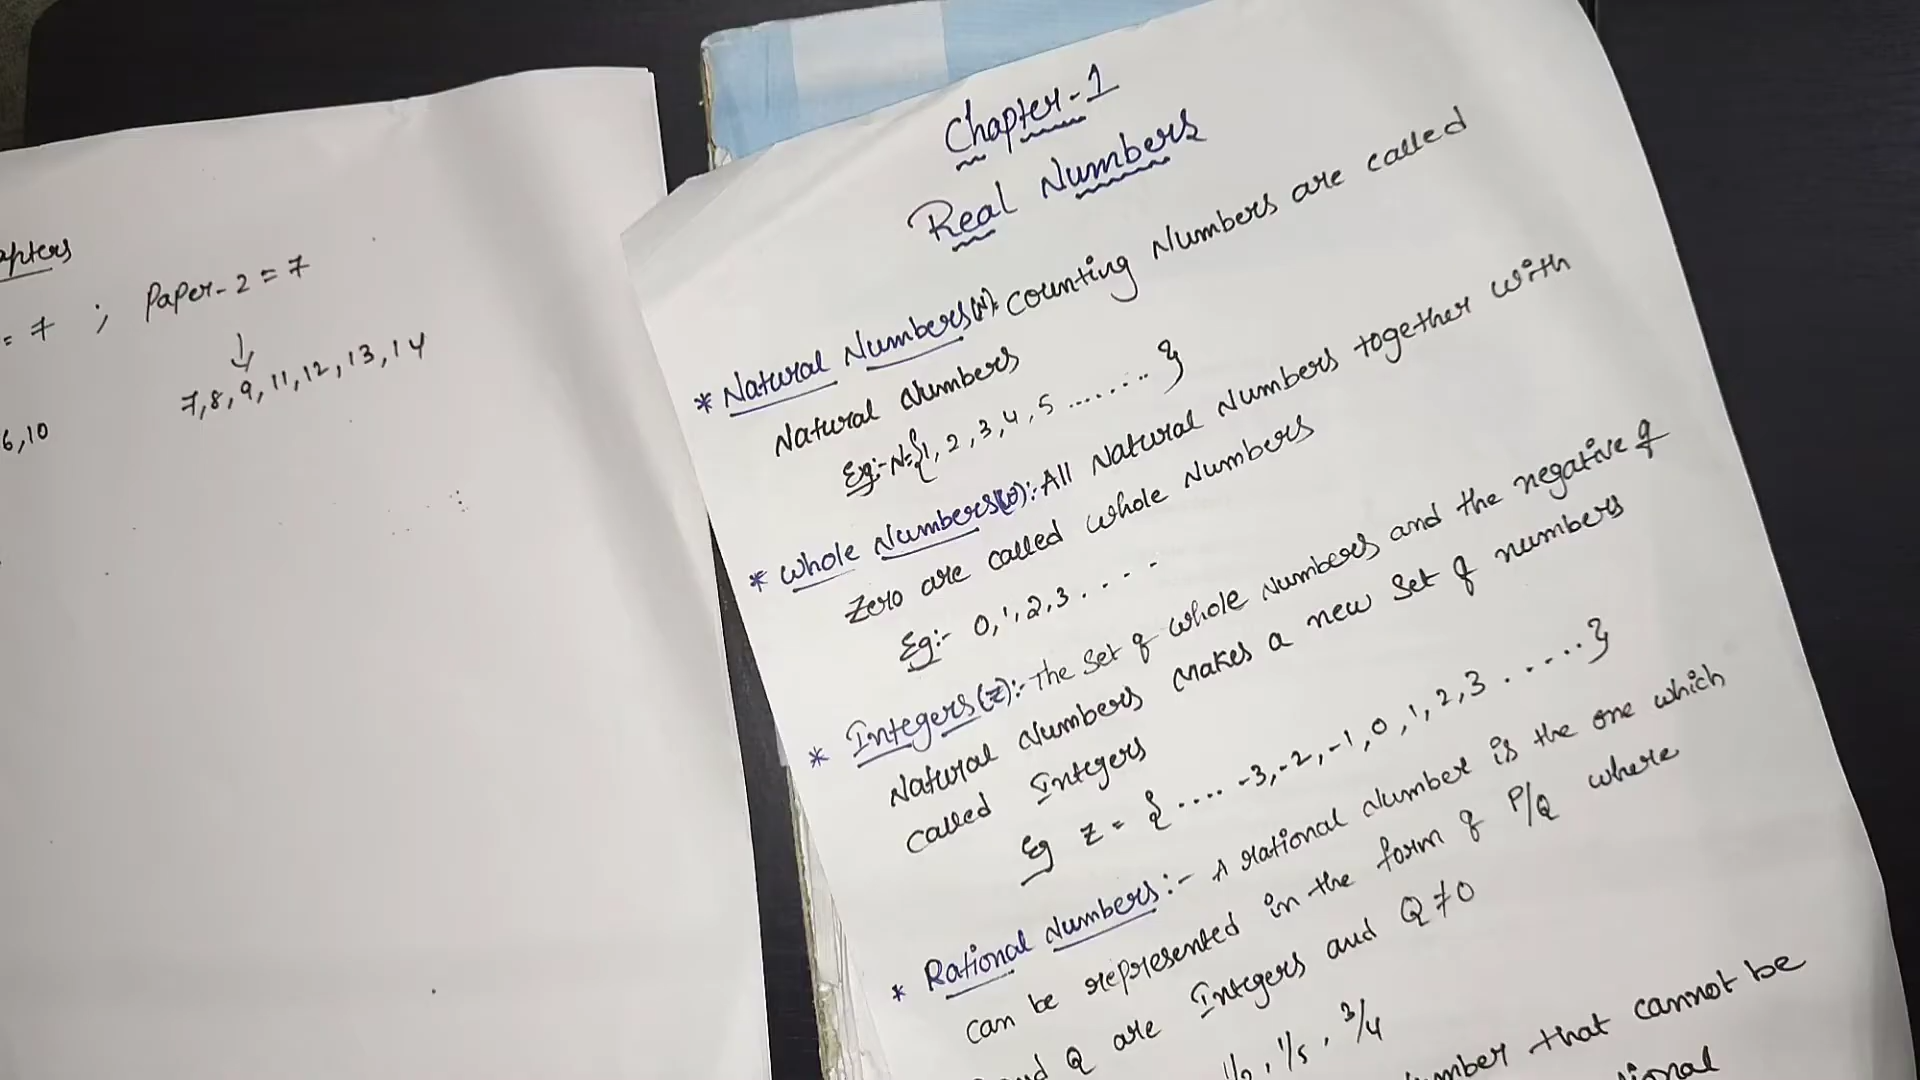 apters
= 7 ; Paper-2 = 7
↓
7,8,9,11,12,13,14
6,10
Chapter-1
Real Numbers
* Natural Numbers(N): Counting Numbers are called
Natural Numbers
Eg:- N={1, 2, 3, 4, 5 ....... }
* Whole Numbers(W):- All Natural Numbers together with
Zero are called whole Numbers
Eg:- 0, 1, 2, 3 . . . .
* Integers(Z):- The Set of whole Numbers and the negative of
Natural Numbers Makes a new Set of numbers
called Integers
Eg Z = { .... -3, -2, -1, 0, 1, 2, 3 . .... }
* Rational Numbers:- A rational Number is the one which
can be represented in the form of P/Q where
nd Q are Integers and Q≠0
1/2, 1/5, 3/4
umber that cannot be
tional